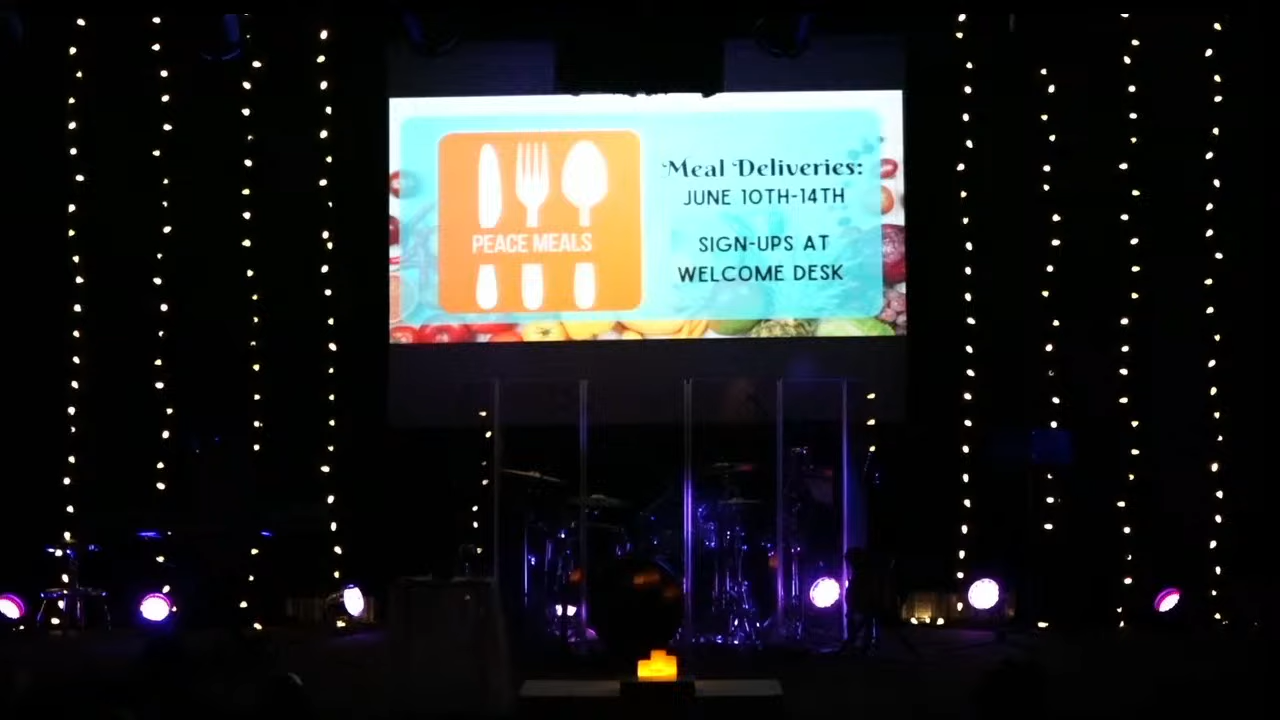 PEACE MEALS
Meal Deliveries:
JUNE 10TH-14TH
SIGN-UPS AT
WELCOME DESK